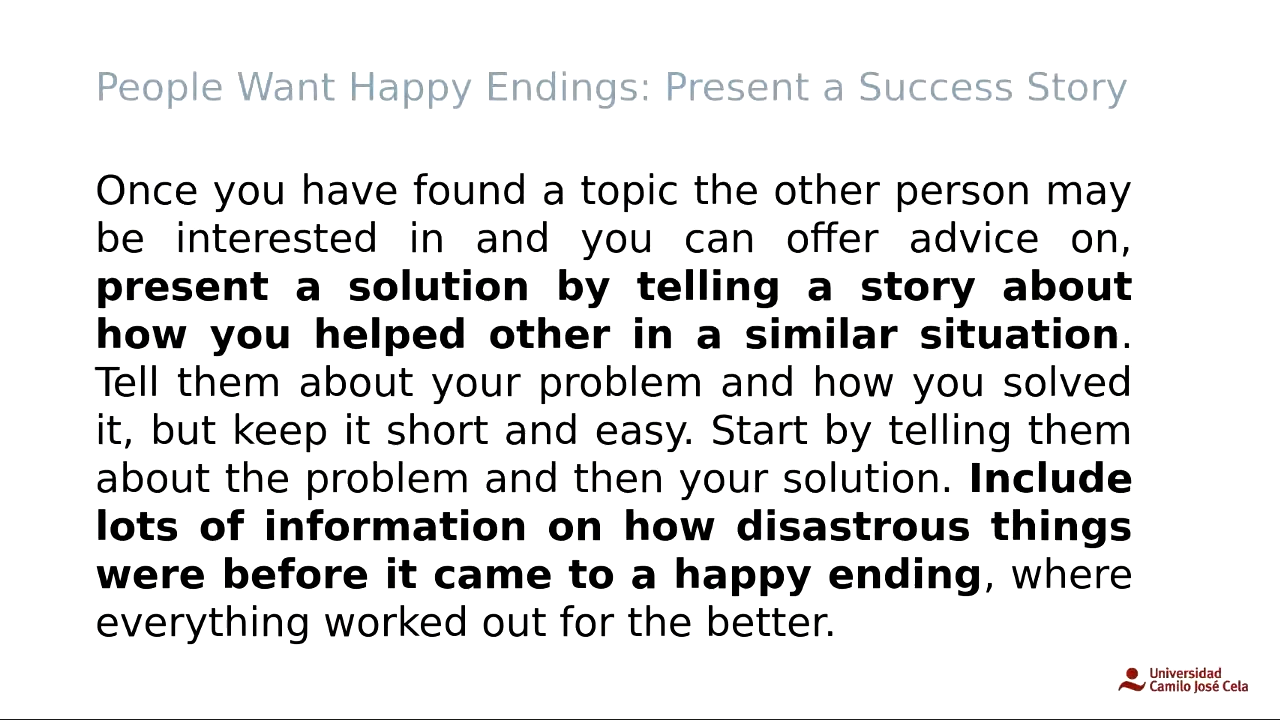 People Want Happy Endings: Present a Success Story
Once you have found a topic the other person may
be interested in and you can offer advice on,
present a solution by telling a story about
how you helped other in a similar situation.
Tell them about your problem and how you solved
it, but keep it short and easy. Start by telling them
about the problem and then your solution. Include
lots of information on how disastrous things
were before it came to a happy ending, where
everything worked out for the better.
Universidad
Camilo José Cela